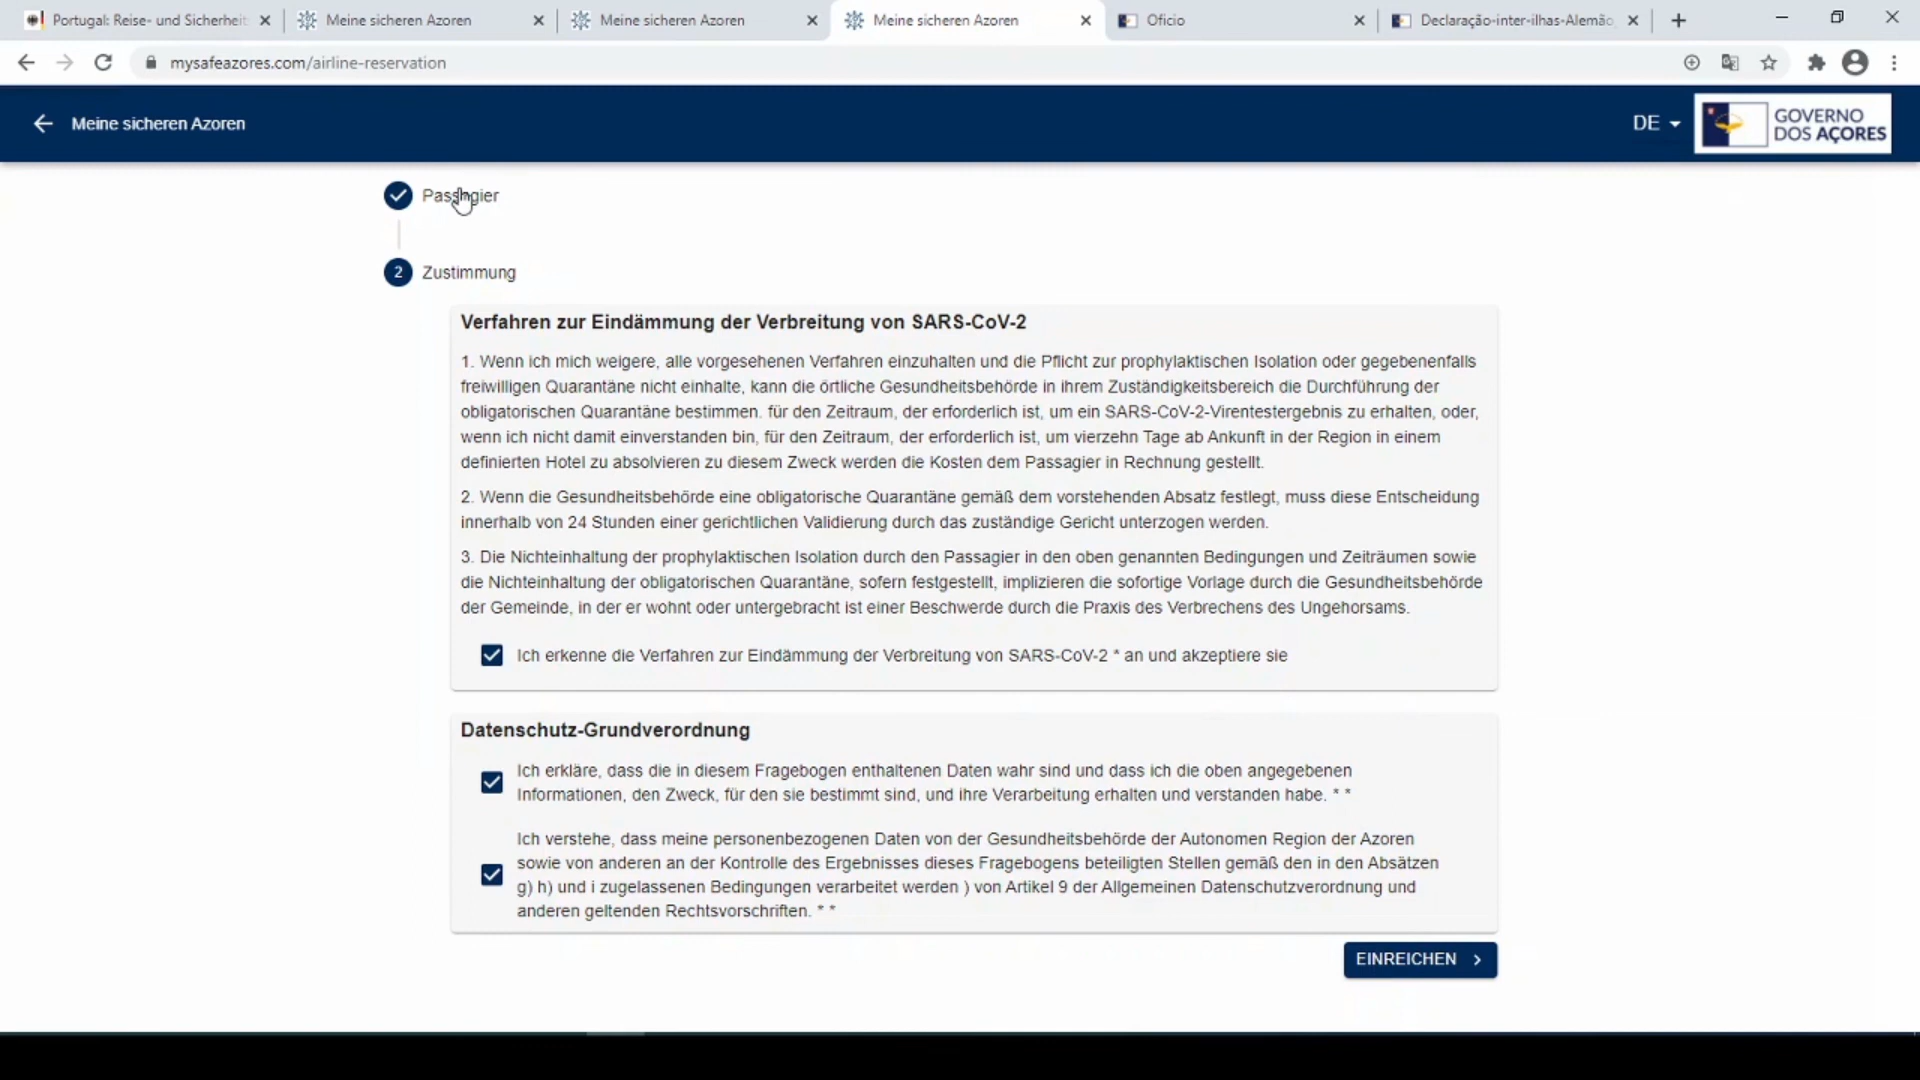 Portugal: Reise- und Sicherheit
Meine sicheren Azoren
Meine sicheren Azoren
Meine sicheren Azoren
Oficio
Declaração-inter-ilhas-Alemão
mysafeazores.com/airline-reservation
Meine sicheren Azoren
DE
GOVERNO
DOS AÇORES
Passagier
2 Zustimmung
Verfahren zur Eindämmung der Verbreitung von SARS-CoV-2
1. Wenn ich mich weigere, alle vorgesehenen Verfahren einzuhalten und die Pflicht zur prophylaktischen Isolation oder gegebenenfalls
freiwilligen Quarantäne nicht einhalte, kann die örtliche Gesundheitsbehörde in ihrem Zuständigkeitsbereich die Durchführung der
obligatorischen Quarantäne bestimmen. für den Zeitraum, der erforderlich ist, um ein SARS-CoV-2-Virentestergebnis zu erhalten, oder,
wenn ich nicht damit einverstanden bin, für den Zeitraum, der erforderlich ist, um vierzehn Tage ab Ankunft in der Region in einem
definierten Hotel zu absolvieren zu diesem Zweck werden die Kosten dem Passagier in Rechnung gestellt.
2. Wenn die Gesundheitsbehörde eine obligatorische Quarantäne gemäß dem vorstehenden Absatz festlegt, muss diese Entscheidung
innerhalb von 24 Stunden einer gerichtlichen Validierung durch das zuständige Gericht unterzogen werden.
3. Die Nichteinhaltung der prophylaktischen Isolation durch den Passagier in den oben genannten Bedingungen und Zeiträumen sowie
die Nichteinhaltung der obligatorischen Quarantäne, sofern festgestellt, implizieren die sofortige Vorlage durch die Gesundheitsbehörde
der Gemeinde, in der er wohnt oder untergebracht ist einer Beschwerde durch die Praxis des Verbrechens des Ungehorsams.
Ich erkenne die Verfahren zur Eindämmung der Verbreitung von SARS-CoV-2 * an und akzeptiere sie
Datenschutz-Grundverordnung
Ich erkläre, dass die in diesem Fragebogen enthaltenen Daten wahr sind und dass ich die oben angegebenen
Informationen, den Zweck, für den sie bestimmt sind, und ihre Verarbeitung erhalten und verstanden habe. * *
Ich verstehe, dass meine personenbezogenen Daten von der Gesundheitsbehörde der Autonomen Region der Azoren
sowie von anderen an der Kontrolle des Ergebnisses dieses Fragebogens beteiligten Stellen gemäß den in den Absätzen
g) h) und i zugelassenen Bedingungen verarbeitet werden ) von Artikel 9 der Allgemeinen Datenschutzverordnung und
anderen geltenden Rechtsvorschriften. * *
EINREICHEN